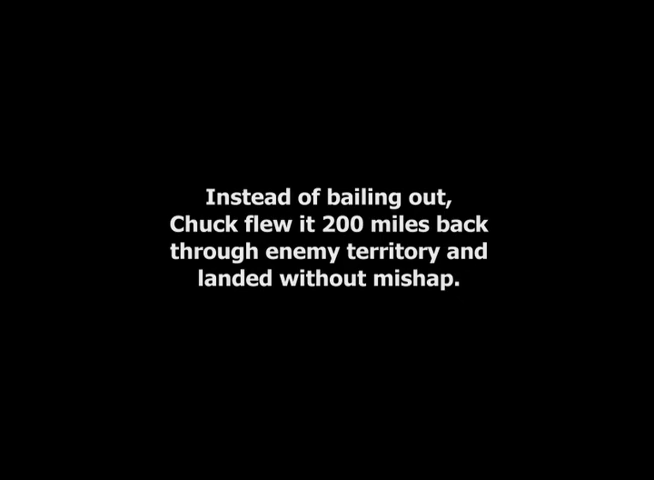 Instead of bailing out,
Chuck flew it 200 miles back
through enemy territory and
landed without mishap.